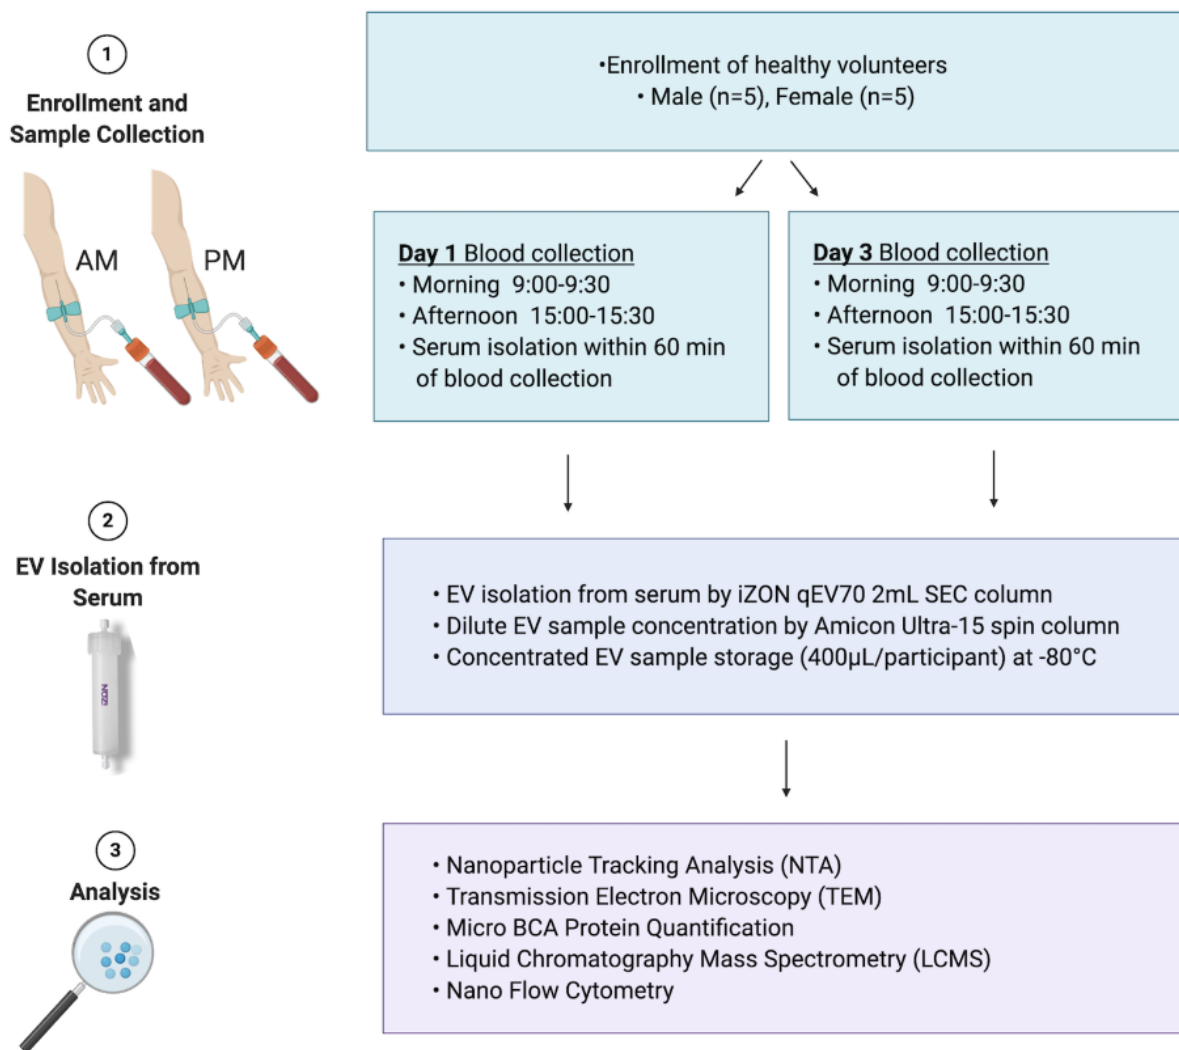 1
Enrollment and
Sample Collection
AM
PM
•Enrollment of healthy volunteers
• Male (n=5), Female (n=5)
Day 1 Blood collection
• Morning 9:00-9:30
• Afternoon 15:00-15:30
• Serum isolation within 60 min
of blood collection
Day 3 Blood collection
• Morning 9:00-9:30
• Afternoon 15:00-15:30
• Serum isolation within 60 min
of blood collection
2
EV Isolation from
Serum
iZON
• EV isolation from serum by iZON qEV70 2mL SEC column
• Dilute EV sample concentration by Amicon Ultra-15 spin column
• Concentrated EV sample storage (400µL/participant) at -80°C
3
Analysis
• Nanoparticle Tracking Analysis (NTA)
• Transmission Electron Microscopy (TEM)
• Micro BCA Protein Quantification
• Liquid Chromatography Mass Spectrometry (LCMS)
• Nano Flow Cytometry